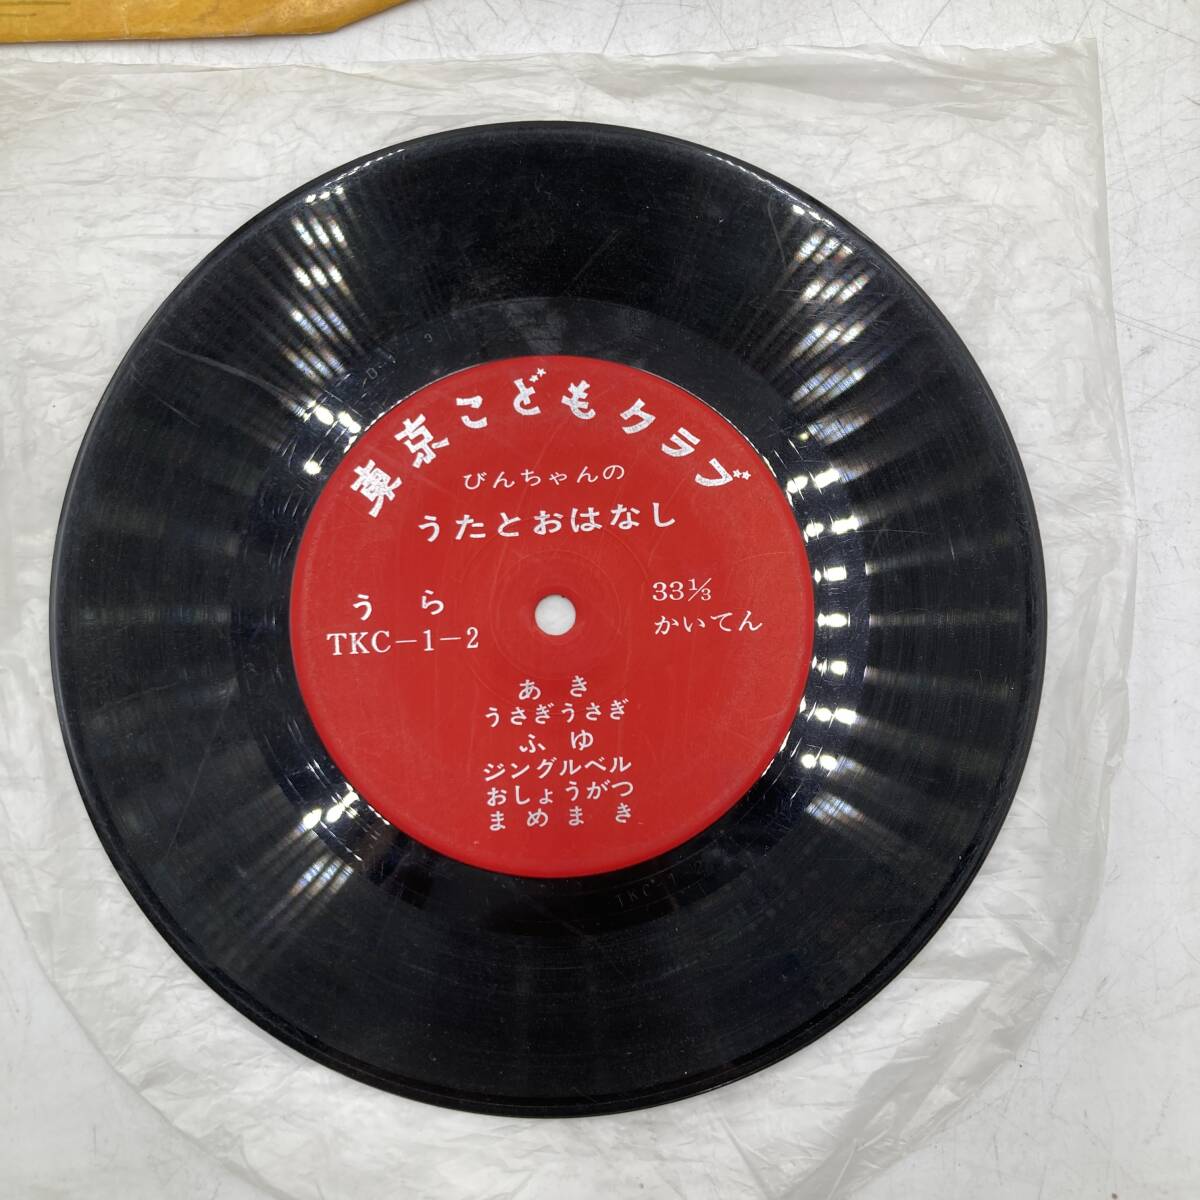 東京こどもクラブ
びんちゃんの
うたとおはなし
うら
TKC-1-2
33⅓
かいてん
あき
うさぎうさぎ
ふゆ
ジングルベル
おしょうがつ
まめまき
TKC 1-2